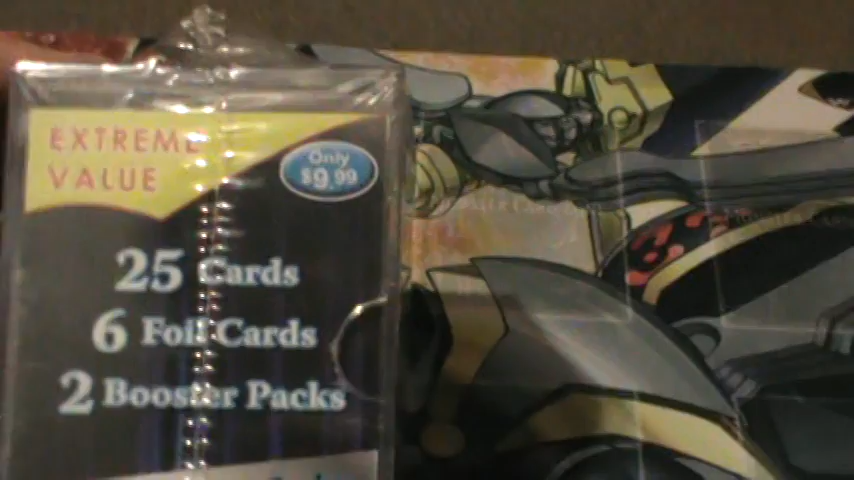 EXTREME
VALUE
Only
$9.99
25 Cards
6 Foil Cards
2 Booster Packs